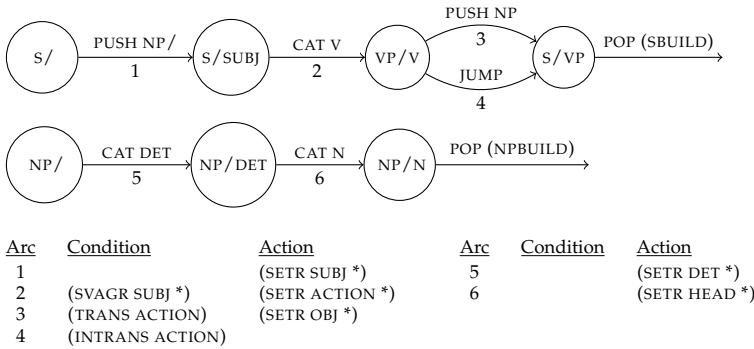 PUSH NP/
CAT V
PUSH NP
3
POP (SBUILD)
S/
S/SUBJ
VP/V
S/VP
1
2
JUMP
4
CAT DET
CAT N
POP (NPBUILD)
NP/
NP/DET
NP/N
5
6
Arc Condition Action
1 (SETR SUBJ *)
2 (SVAGR SUBJ *) (SETR ACTION *)
3 (TRANS ACTION) (SETR OBJ *)
4 (INTRANS ACTION)
Arc Condition Action
5 (SETR DET *)
6 (SETR HEAD *)